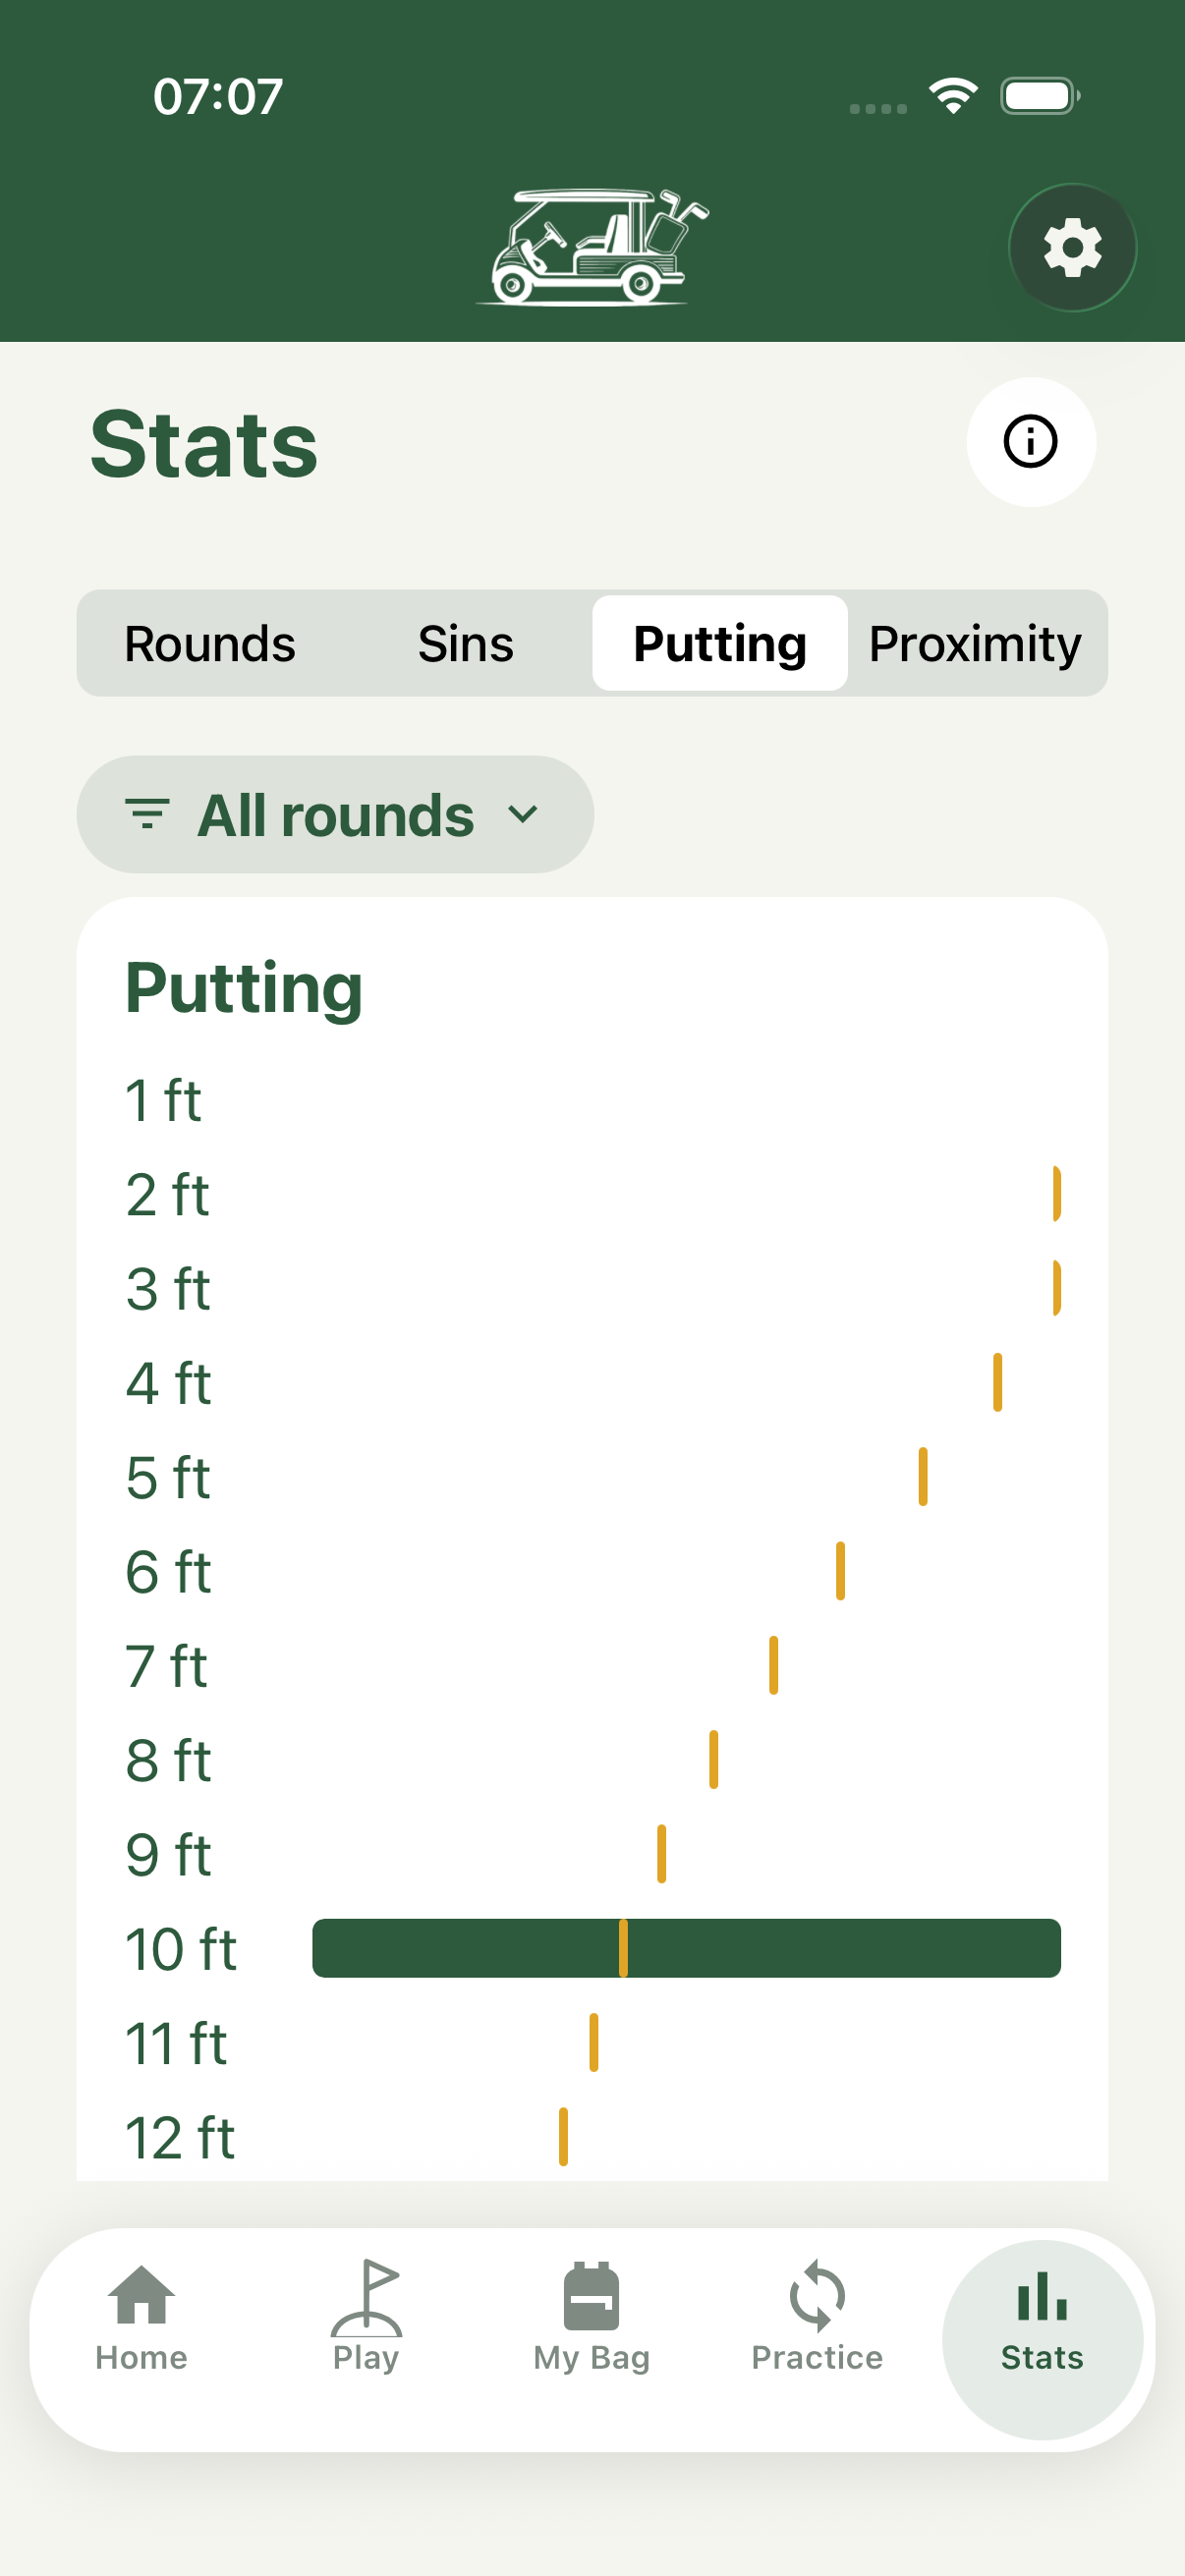 07:07
Stats
Rounds Sins Putting Proximity
All rounds
Putting
1 ft
2 ft
3 ft
4 ft
5 ft
6 ft
7 ft
8 ft
9 ft
10 ft
11 ft
12 ft
Home Play My Bag Practice Stats